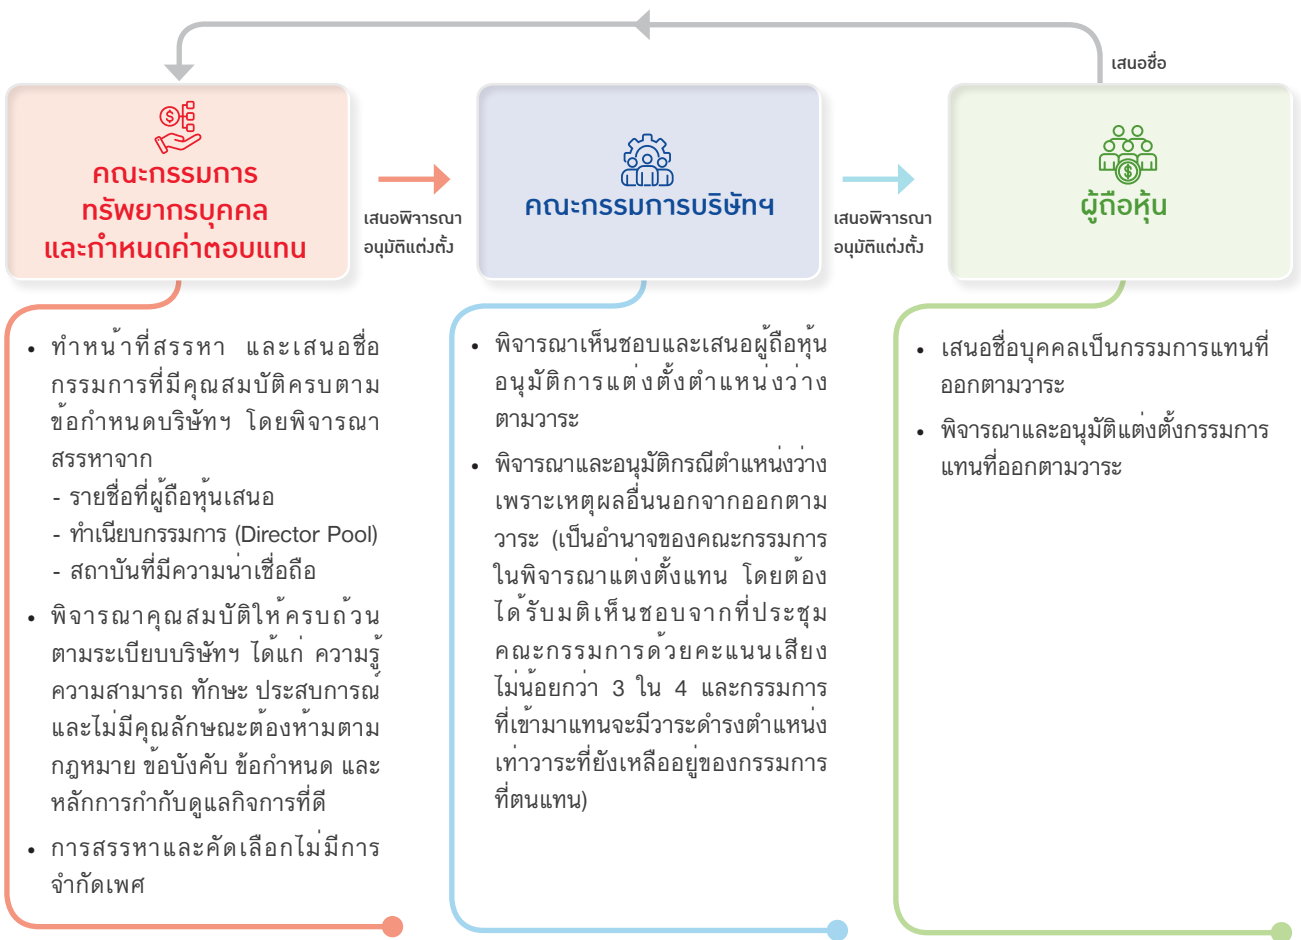 เสนอชื่อ
คณะกรรมการ
ทรัพยากรบุคคล
และกำหนดค่าตอบแทน
เสนอพิจารณา
อนุมัติแต่งตั้ง
คณะกรรมการบริษัทฯ
เสนอพิจารณา
อนุมัติแต่งตั้ง
ผู้ถือหุ้น
• ทำหน้าที่สรรหา และเสนอชื่อ
กรรมการที่มีคุณสมบัติครบตาม
ข้อกำหนดบริษัทฯ โดยพิจารณา
สรรหาจาก
- รายชื่อที่ผู้ถือหุ้นเสนอ
- ทำเนียบกรรมการ (Director Pool)
- สถาบันที่มีความน่าเชื่อถือ
• พิจารณาคุณสมบัติให้ครบถ้วน
ตามระเบียบบริษัทฯ ได้แก่ ความรู้
ความสามารถ ทักษะ ประสบการณ์
และไม่มีคุณลักษณะต้องห้ามตาม
กฎหมาย ข้อบังคับ ข้อกำหนด และ
หลักการกำกับดูแลกิจการที่ดี
• การสรรหาและคัดเลือกไม่มีการ
จำกัดเพศ
• พิจารณาเห็นชอบและเสนอผู้ถือหุ้น
อนุมัติการแต่งตั้งตำแหน่งว่าง
ตามวาระ
• พิจารณาและอนุมัติกรณีตำแหน่งว่าง
เพราะเหตุผลอื่นนอกจากออกตาม
วาระ (เป็นอำนาจของคณะกรรมการ
ในพิจารณาแต่งตั้งแทน โดยต้อง
ได้รับมติเห็นชอบจากที่ประชุม
คณะกรรมการด้วยคะแนนเสียง
ไม่น้อยกว่า 3 ใน 4 และกรรมการ
ที่เข้ามาแทนจะมีวาระดำรงตำแหน่ง
เท่าวาระที่ยังเหลืออยู่ของกรรมการ
ที่ตนแทน)
• เสนอชื่อบุคคลเป็นกรรมการแทนที่
ออกตามวาระ
• พิจารณาและอนุมัติแต่งตั้งกรรมการ
แทนที่ออกตามวาระ